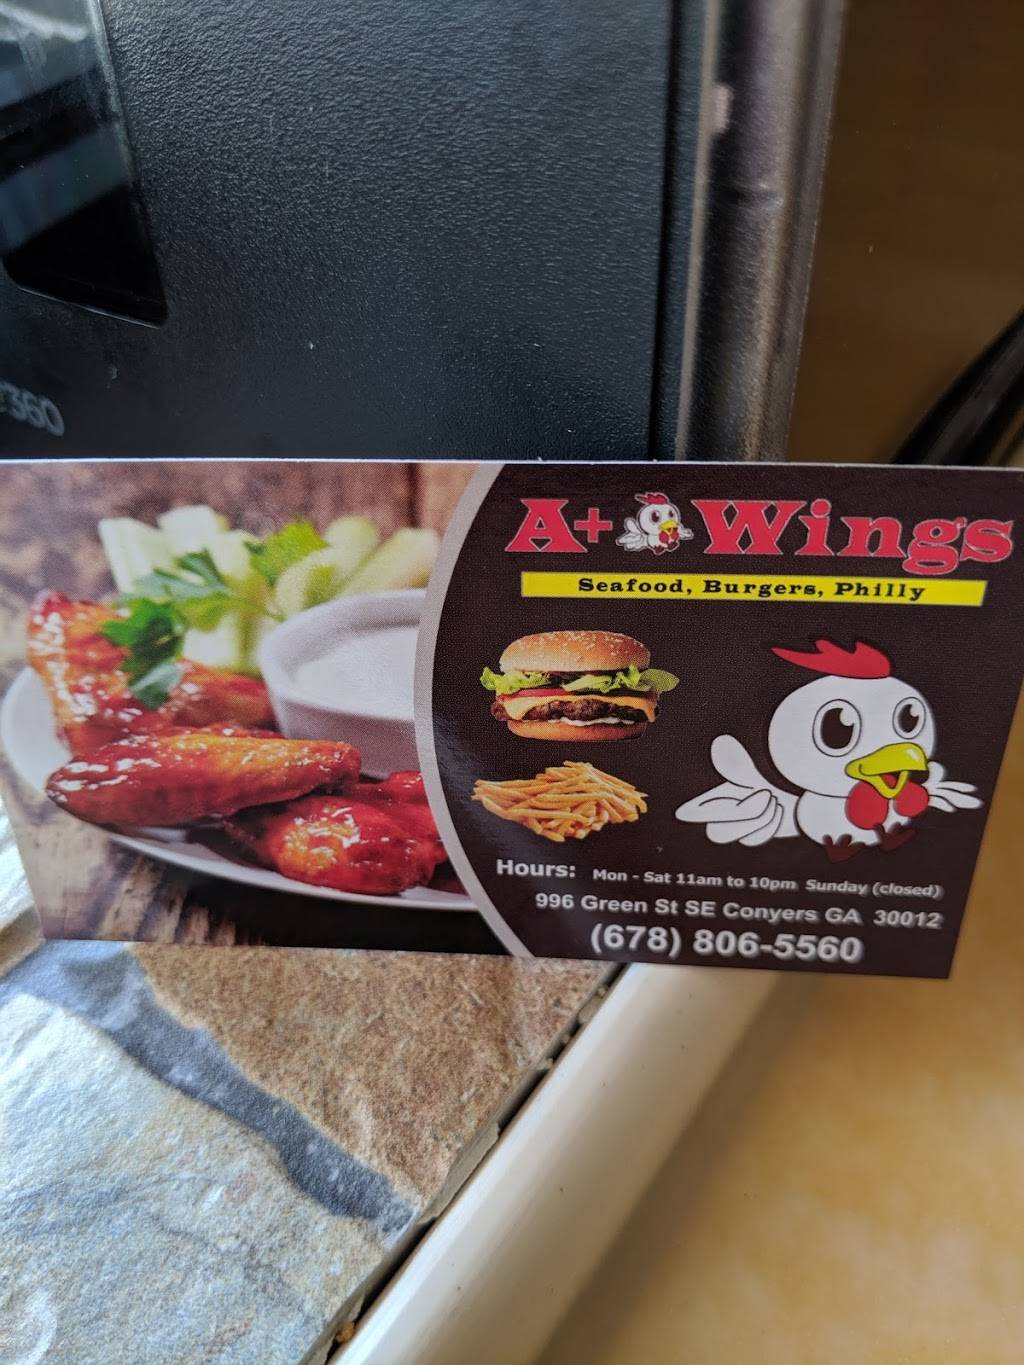 360
A+ Wings
Seafood, Burgers, Philly
Hours: Mon - Sat 11am to 10pm Sunday (closed)
996 Green St SE Conyers GA 30012
(678) 806-5560